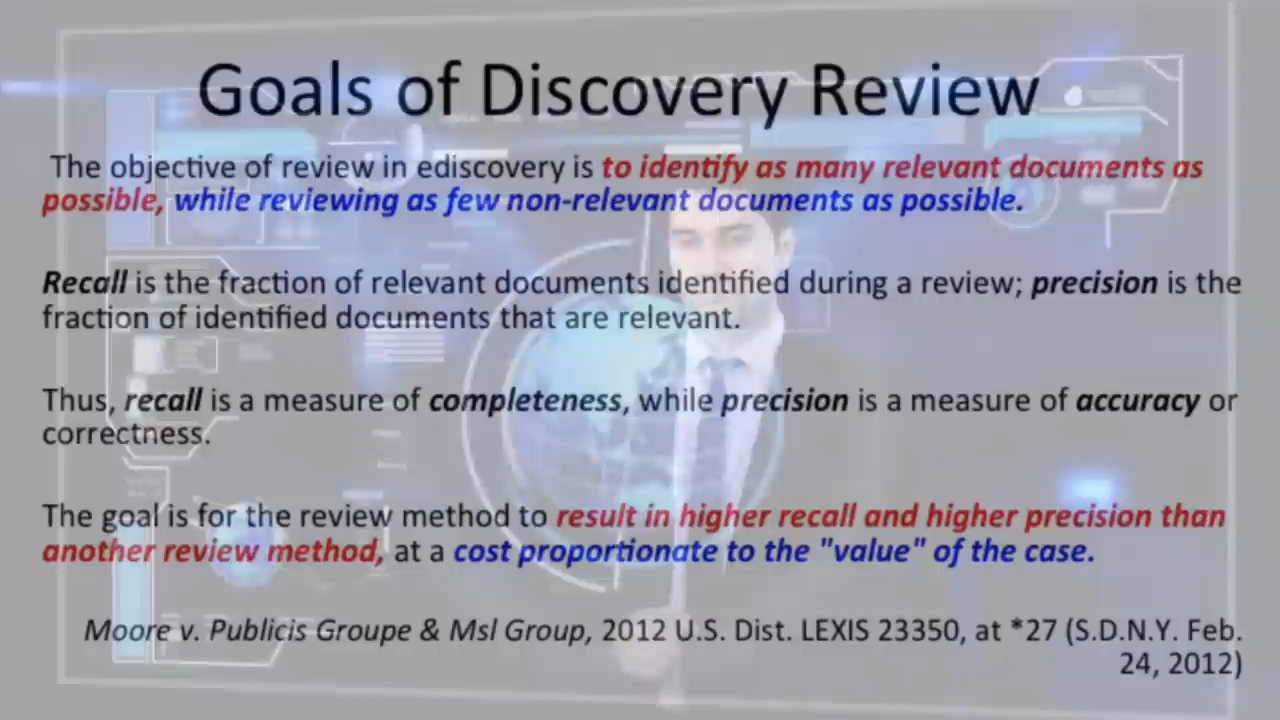 Goals of Discovery Review
The objective of review in ediscovery is to identify as many relevant documents as
possible, while reviewing as few non-relevant documents as possible.
Recall is the fraction of relevant documents identified during a review; precision is the
fraction of identified documents that are relevant.
Thus, recall is a measure of completeness, while precision is a measure of accuracy or
correctness.
The goal is for the review method to result in higher recall and higher precision than
another review method, at a cost proportionate to the "value" of the case.
Moore v. Publicis Groupe & Msl Group, 2012 U.S. Dist. LEXIS 23350, at *27 (S.D.N.Y. Feb.
24, 2012)